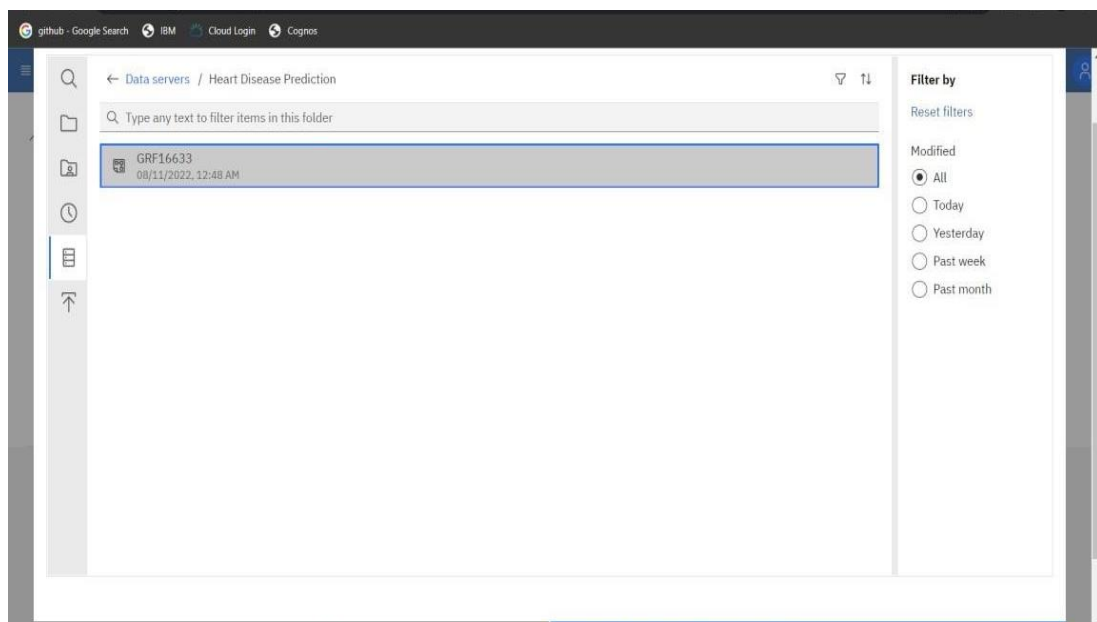 github - Google Search IBM Cloud Login Cognos
← Data servers / Heart Disease Prediction
Type any text to filter items in this folder
GRF16633
08/11/2022, 12:48 AM
Filter by
Reset filters
Modified
All
Today
Yesterday
Past week
Past month